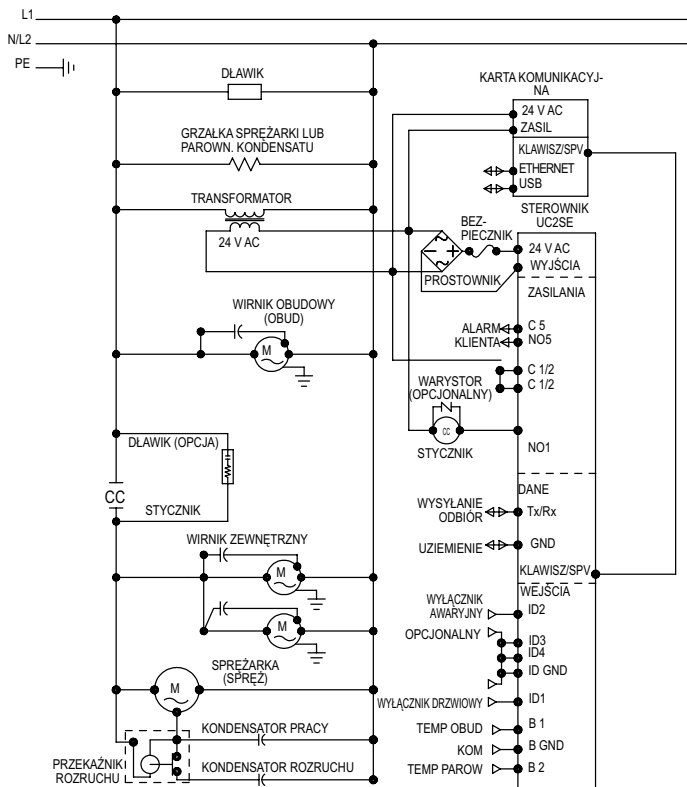 L1
N/L2
PE
DŁAWIK
GRZAŁKA SPRĘŻARKI LUB
PAROWN. KONDENSATU
TRANSFORMATOR
24 V AC
KARTA KOMUNIKACYJ-
NA
24 V AC
ZASIL
KLAWISZ/SPV
ETHERNET
USB
STEROWNIK
UC2SE
BEZ-
PIECZNIK
PROSTOWNIK
24 V AC
WYJŚCIA
ZASILANIA
WIRNIK OBUDOWY
(OBUD)
M
ALARM
KLIENTA
C 5
NO5
C 1/2
C 1/2
WARYSTOR
(OPCJONALNY)
CC
STYCZNIK
NO1
DŁAWIK (OPCJA)
CC
STYCZNIK
DANE
WYSYŁANIE
ODBIÓR
Tx/Rx
UZIEMIENIE
GND
KLAWISZ/SPV
WIRNIK ZEWNĘTRZNY
M
M
WEJŚCIA
WYŁĄCZNIK
AWARYJNY
ID2
OPCJONALNY
ID3
ID4
ID GND
SPRĘŻARKA
(SPRĘŻ)
M
WYŁĄCZNIK DRZWIOWY
ID1
TEMP OBUD
B 1
KOM
B GND
TEMP PAROW
B 2
KONDENSATOR PRACY
PRZEKAŹNIK
ROZRUCHU
KONDENSATOR ROZRUCHU